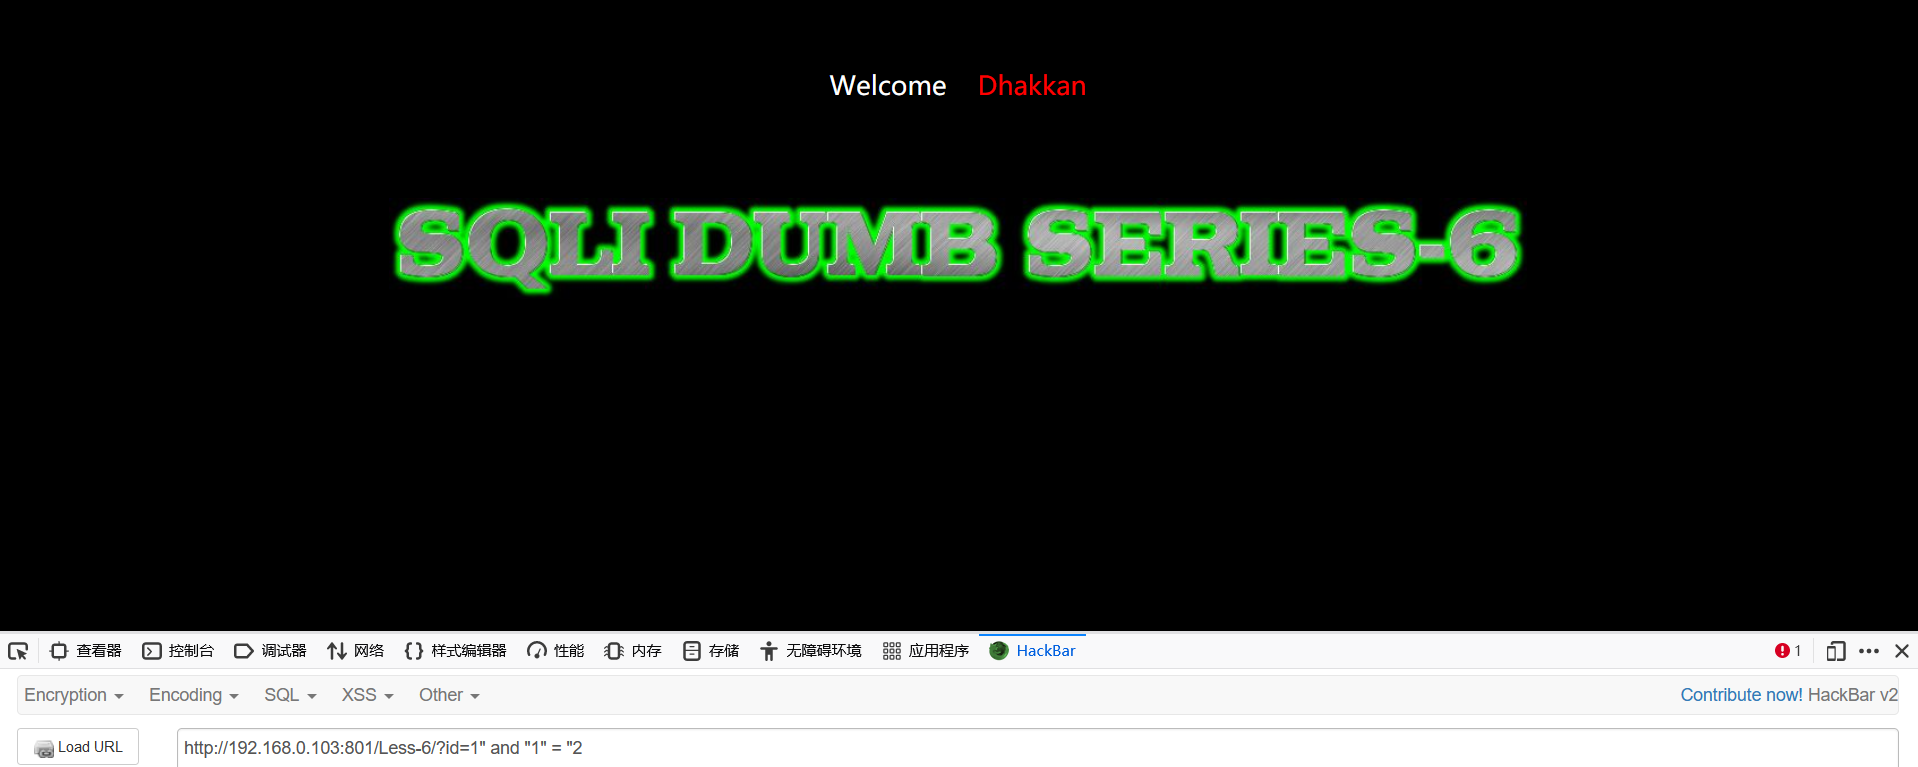 Welcome Dhakkan
SQLI DUMB SERIES-6
查看器 控制台 调试器 网络 样式编辑器 性能 内存 存储 无障碍环境 应用程序 HackBar 1
Encryption Encoding SQL XSS Other Contribute now! HackBar v2
Load URL http://192.168.0.103:801/Less-6/?id=1" and "1" = "2